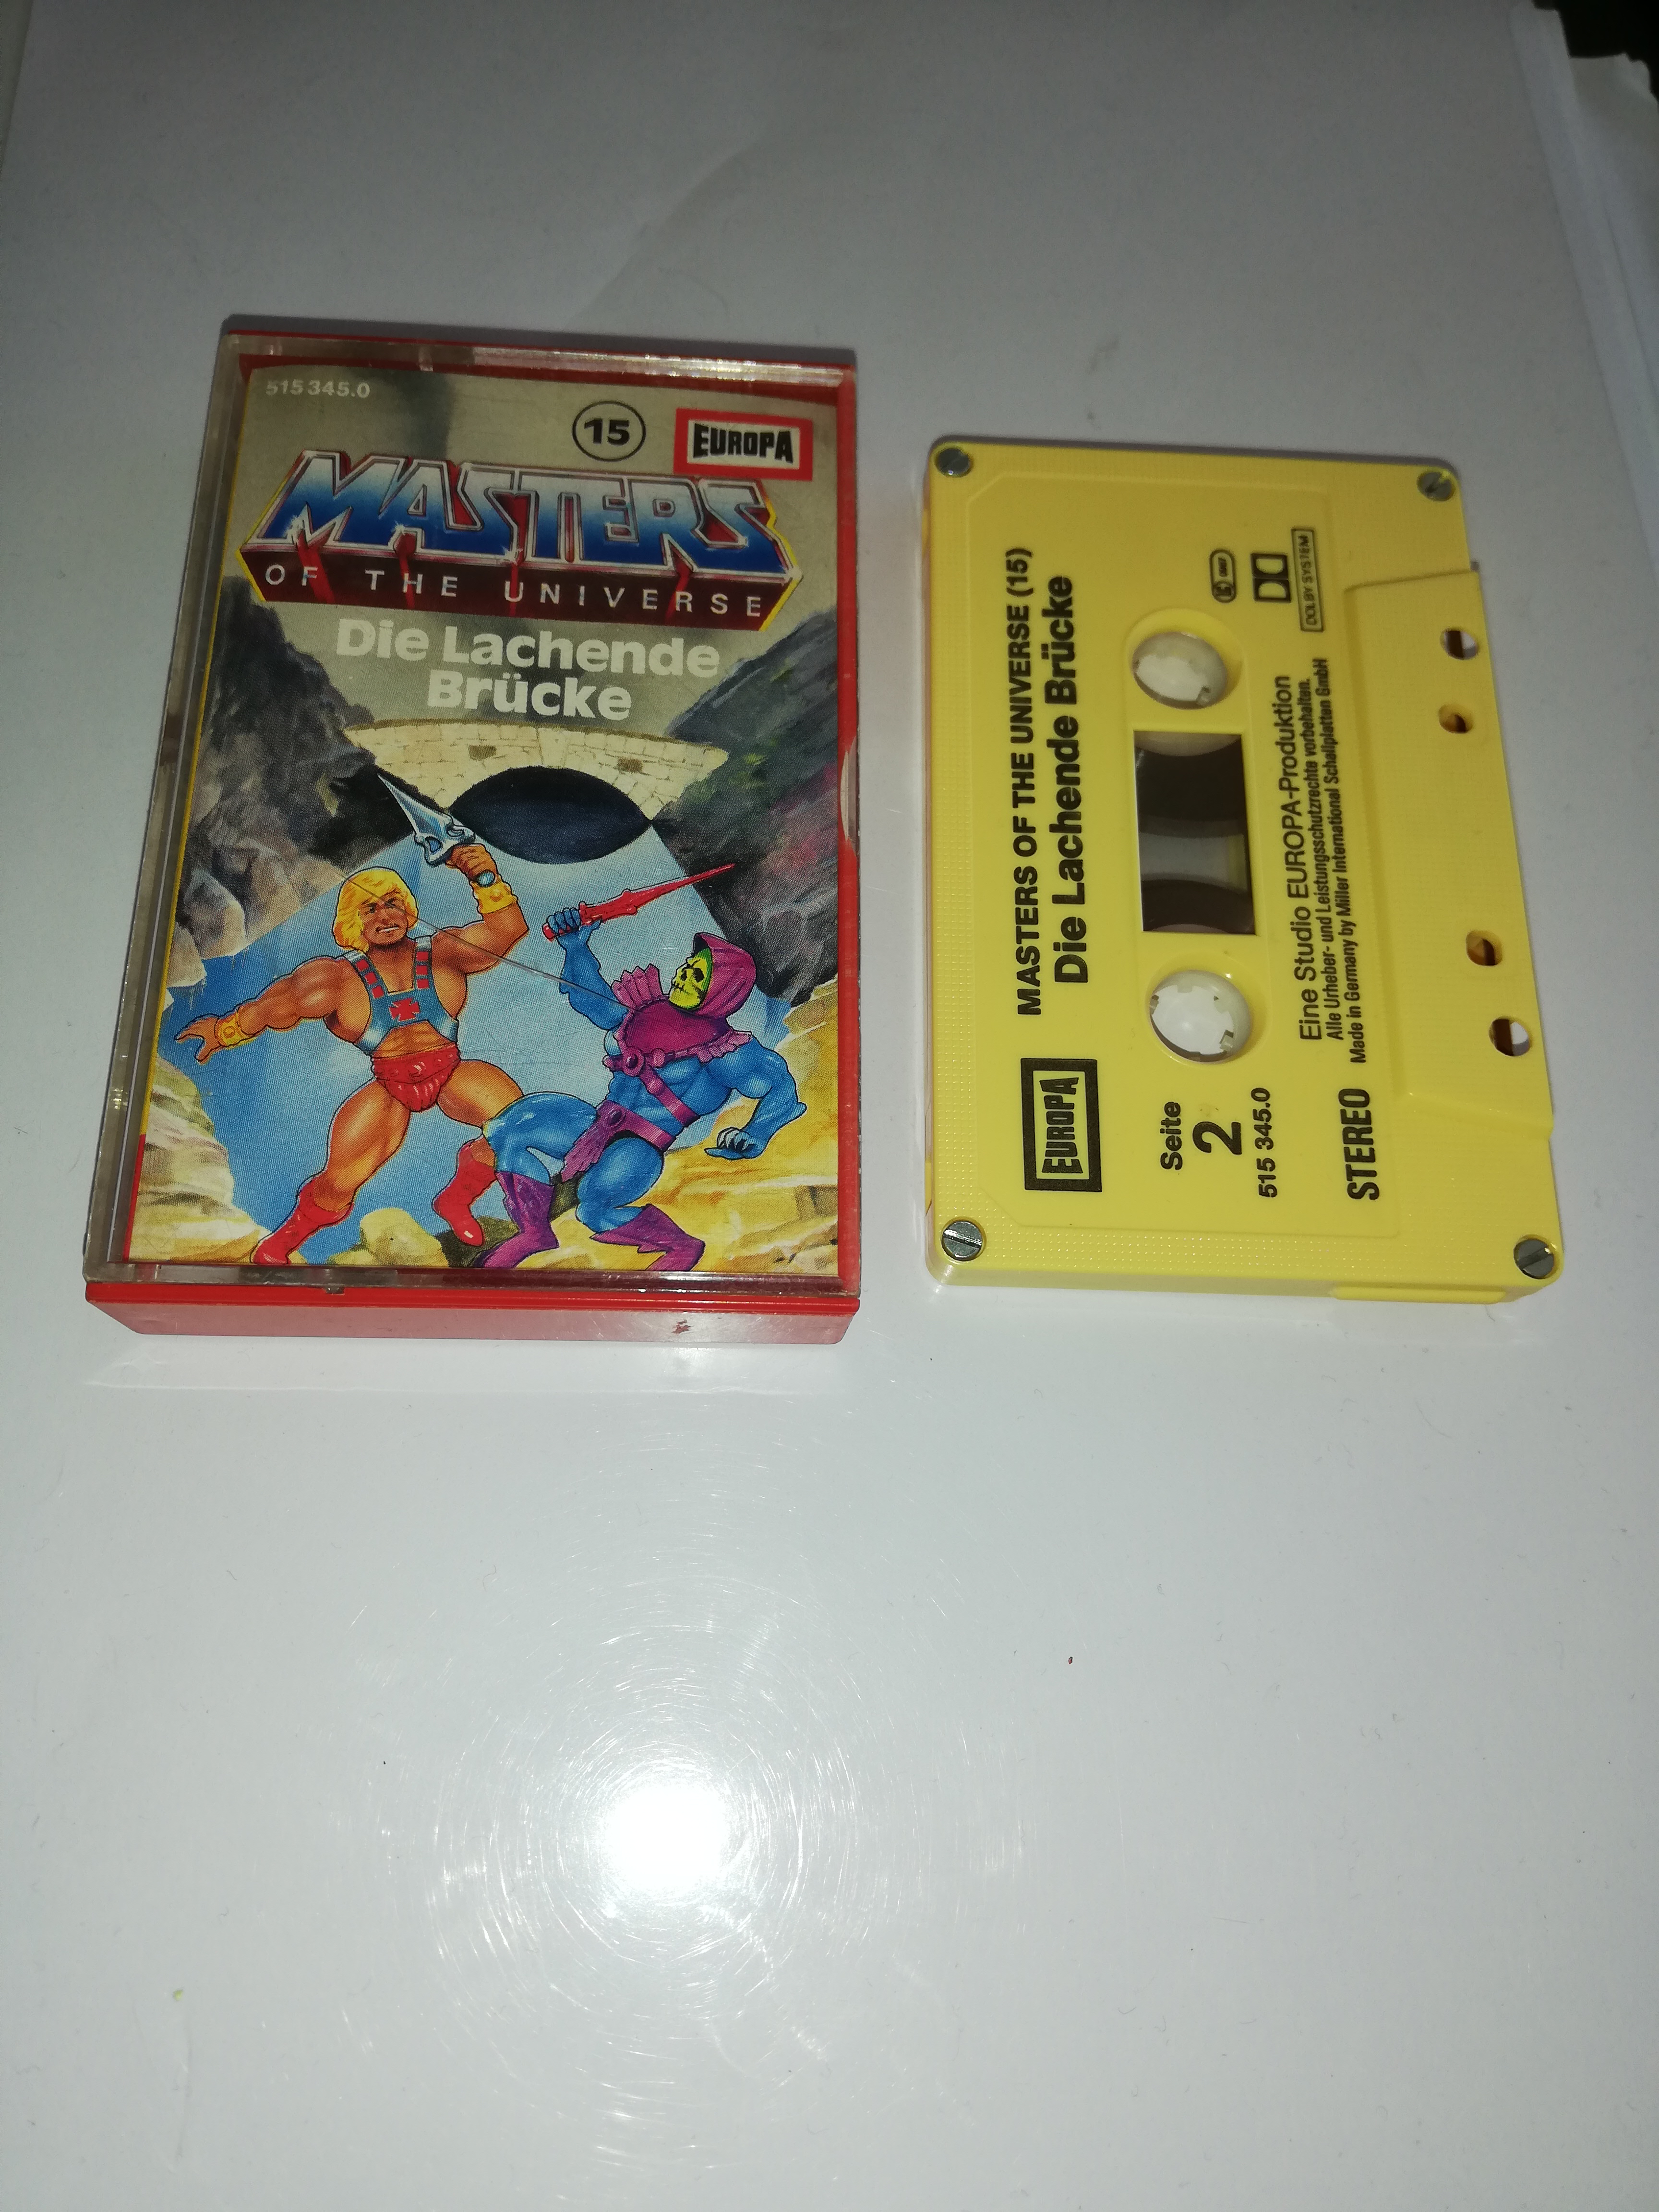 515 345.0
15
EUROPA
MASTERS
OF THE UNIVERSE
Die Lachende
Brücke
MASTERS OF THE UNIVERSE (15)
Die Lachende Brücke
EUROPA
Seite
2
515 345.0
STEREO
DOLBY SYSTEM
Eine Studio EUROPA-Produktion
Alle Urheber- und Leistungsschutzrechte vorbehalten.
Made in Germany by Miller International Schallplatten GmbH